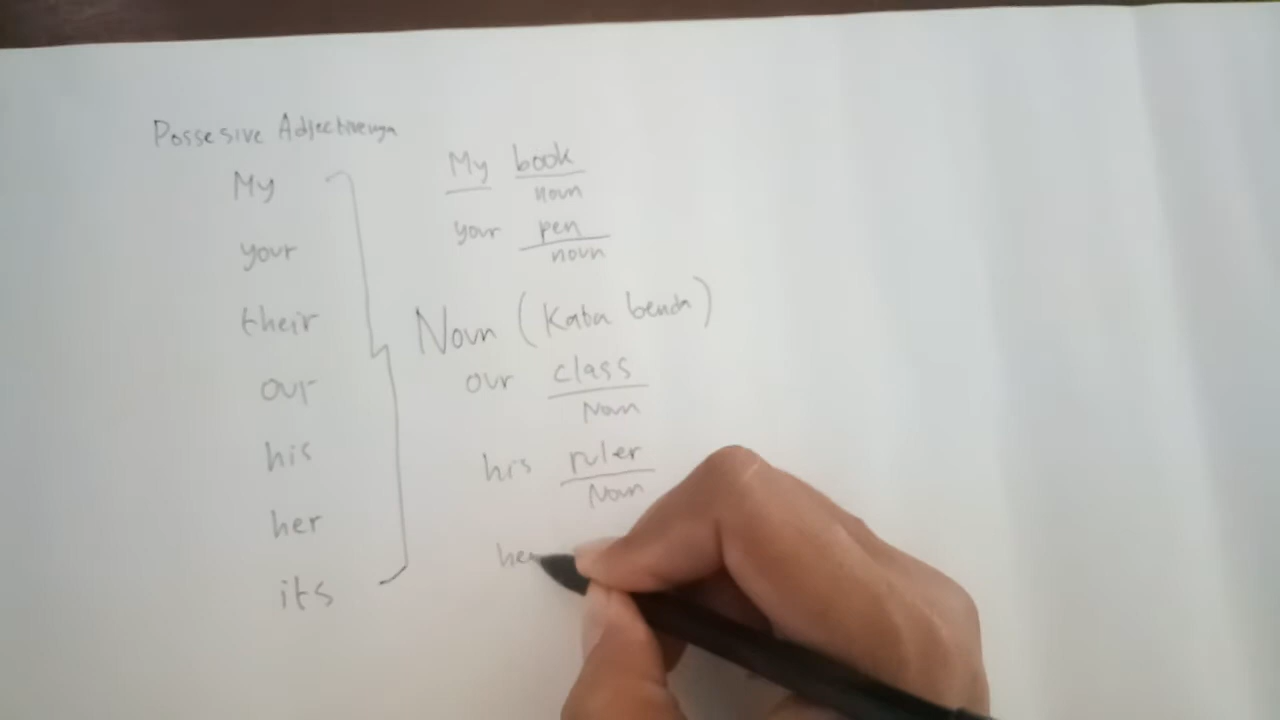 Possesive Adjectivenya
My
your
their
our
his
her
its
My book
noun
your pen
noun
Noun (Kata benda)
our class
Noun
his ruler
Noun
her